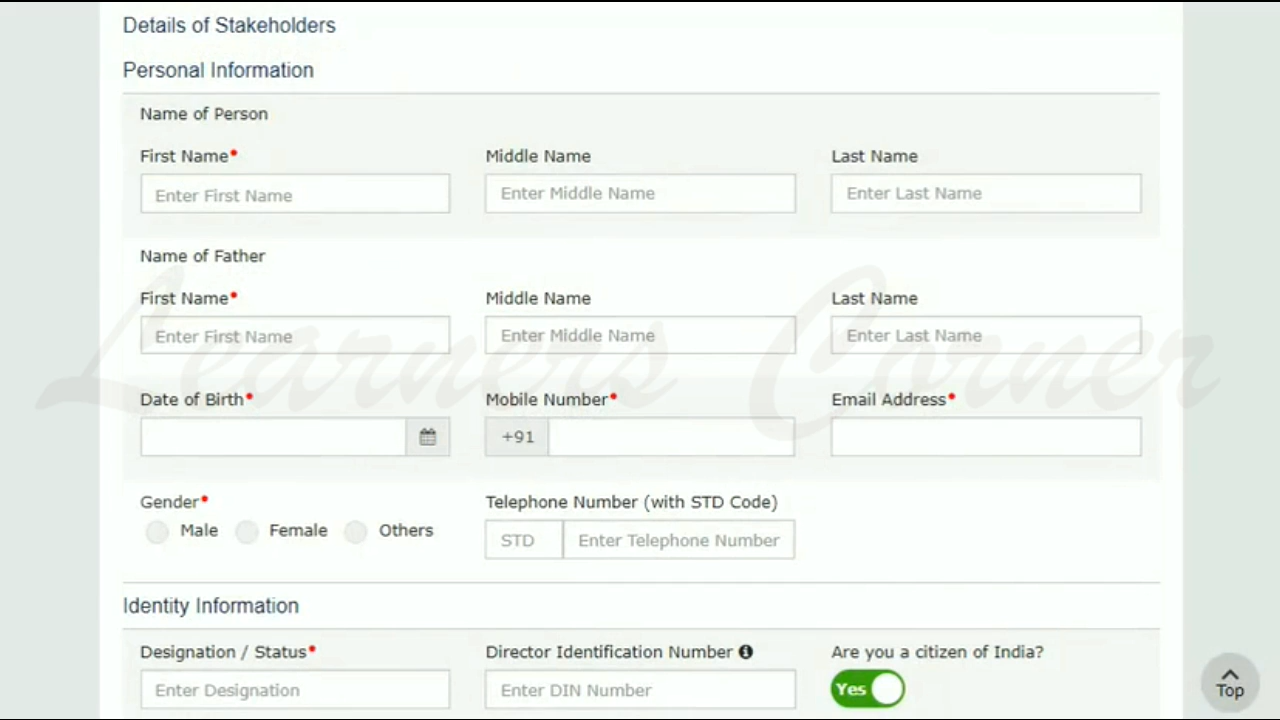 Details of Stakeholders
Personal Information
Name of Person
First Name* Middle Name Last Name
Enter First Name Enter Middle Name Enter Last Name
Name of Father
First Name* Middle Name Last Name
Enter First Name Enter Middle Name Enter Last Name
Learners Corner
Date of Birth* Mobile Number* Email Address*
+91
Gender* Telephone Number (with STD Code)
Male Female Others
STD Enter Telephone Number
Identity Information
Designation / Status* Director Identification Number Are you a citizen of India?
Enter Designation Enter DIN Number Yes
Top